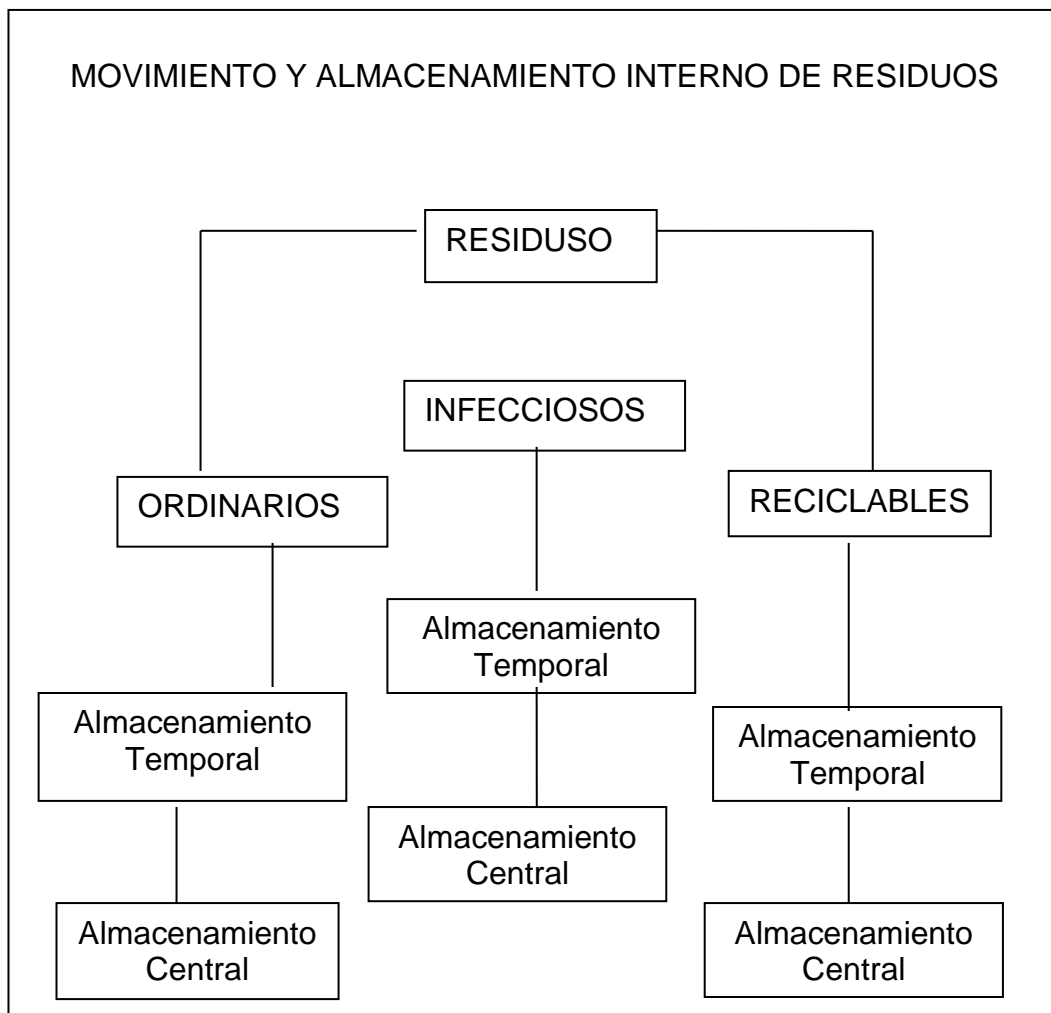 MOVIMIENTO Y ALMACENAMIENTO INTERNO DE RESIDUOS
RESIDUSO
INFECCIOSOS
ORDINARIOS
RECICLABLES
Almacenamiento
Temporal
Almacenamiento
Temporal
Almacenamiento
Temporal
Almacenamiento
Central
Almacenamiento
Central
Almacenamiento
Central